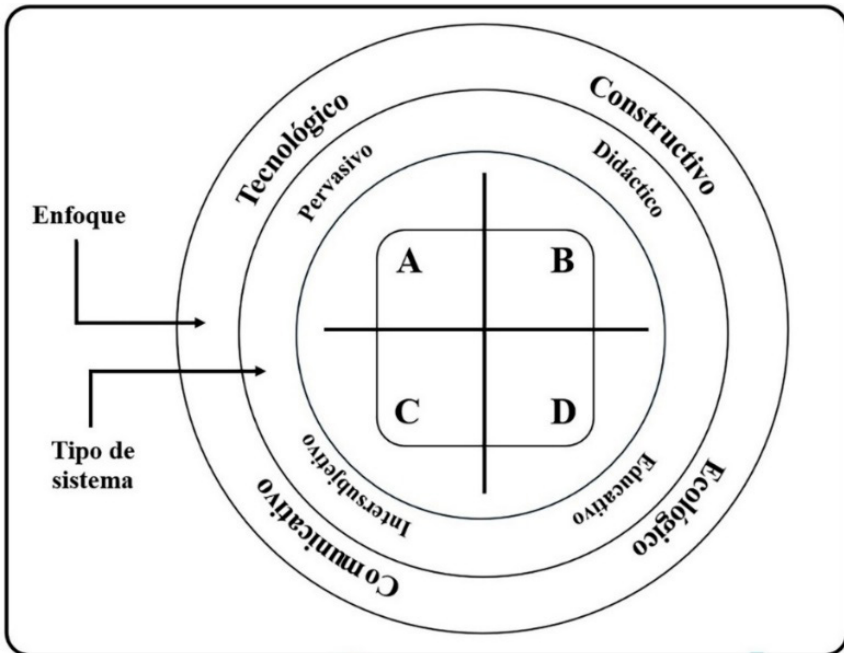 Tecnológico
Constructivo
Pervasivo
Didáctico
Enfoque
A
B
C
D
Tipo de
sistema
Intersubjetivo
Educativo
Comunicativo
Ecológico